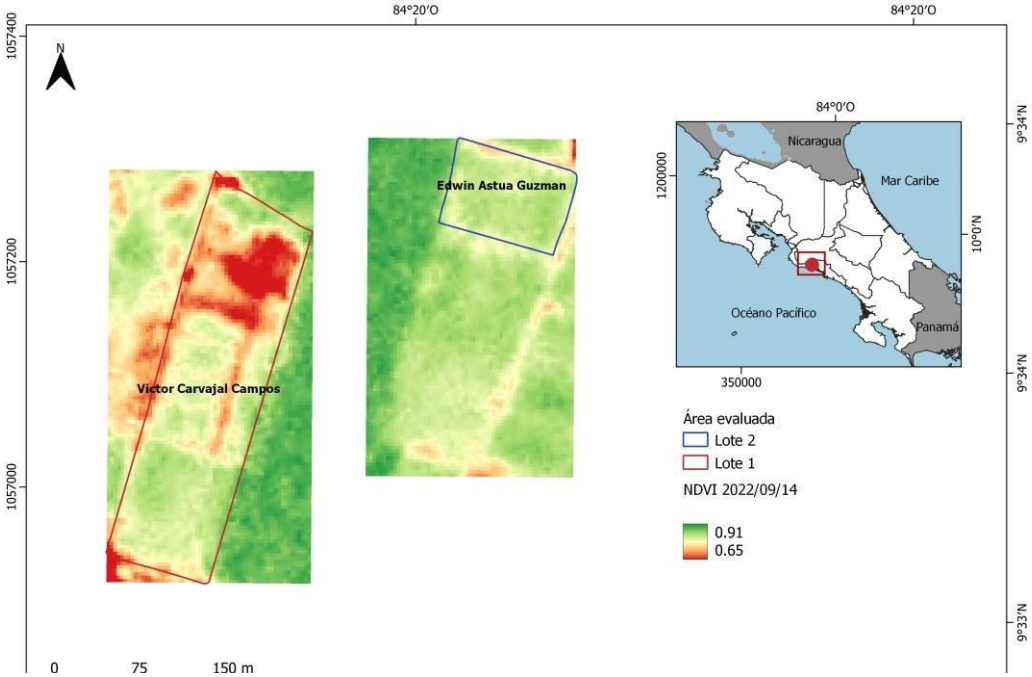 84°20'O
84°20'O
1057400
N
84°0'O
9°34'N
Nicaragua
1200000
Mar Caribe
Edwin Astua Guzman
10°0'N
1057200
Océano Pacífico
Panamá
9°34'N
Victor Carvajal Campos
350000
Área evaluada
Lote 2
Lote 1
1057000
NDVI 2022/09/14
0.91
0.65
9°33'N
0 75 150 m